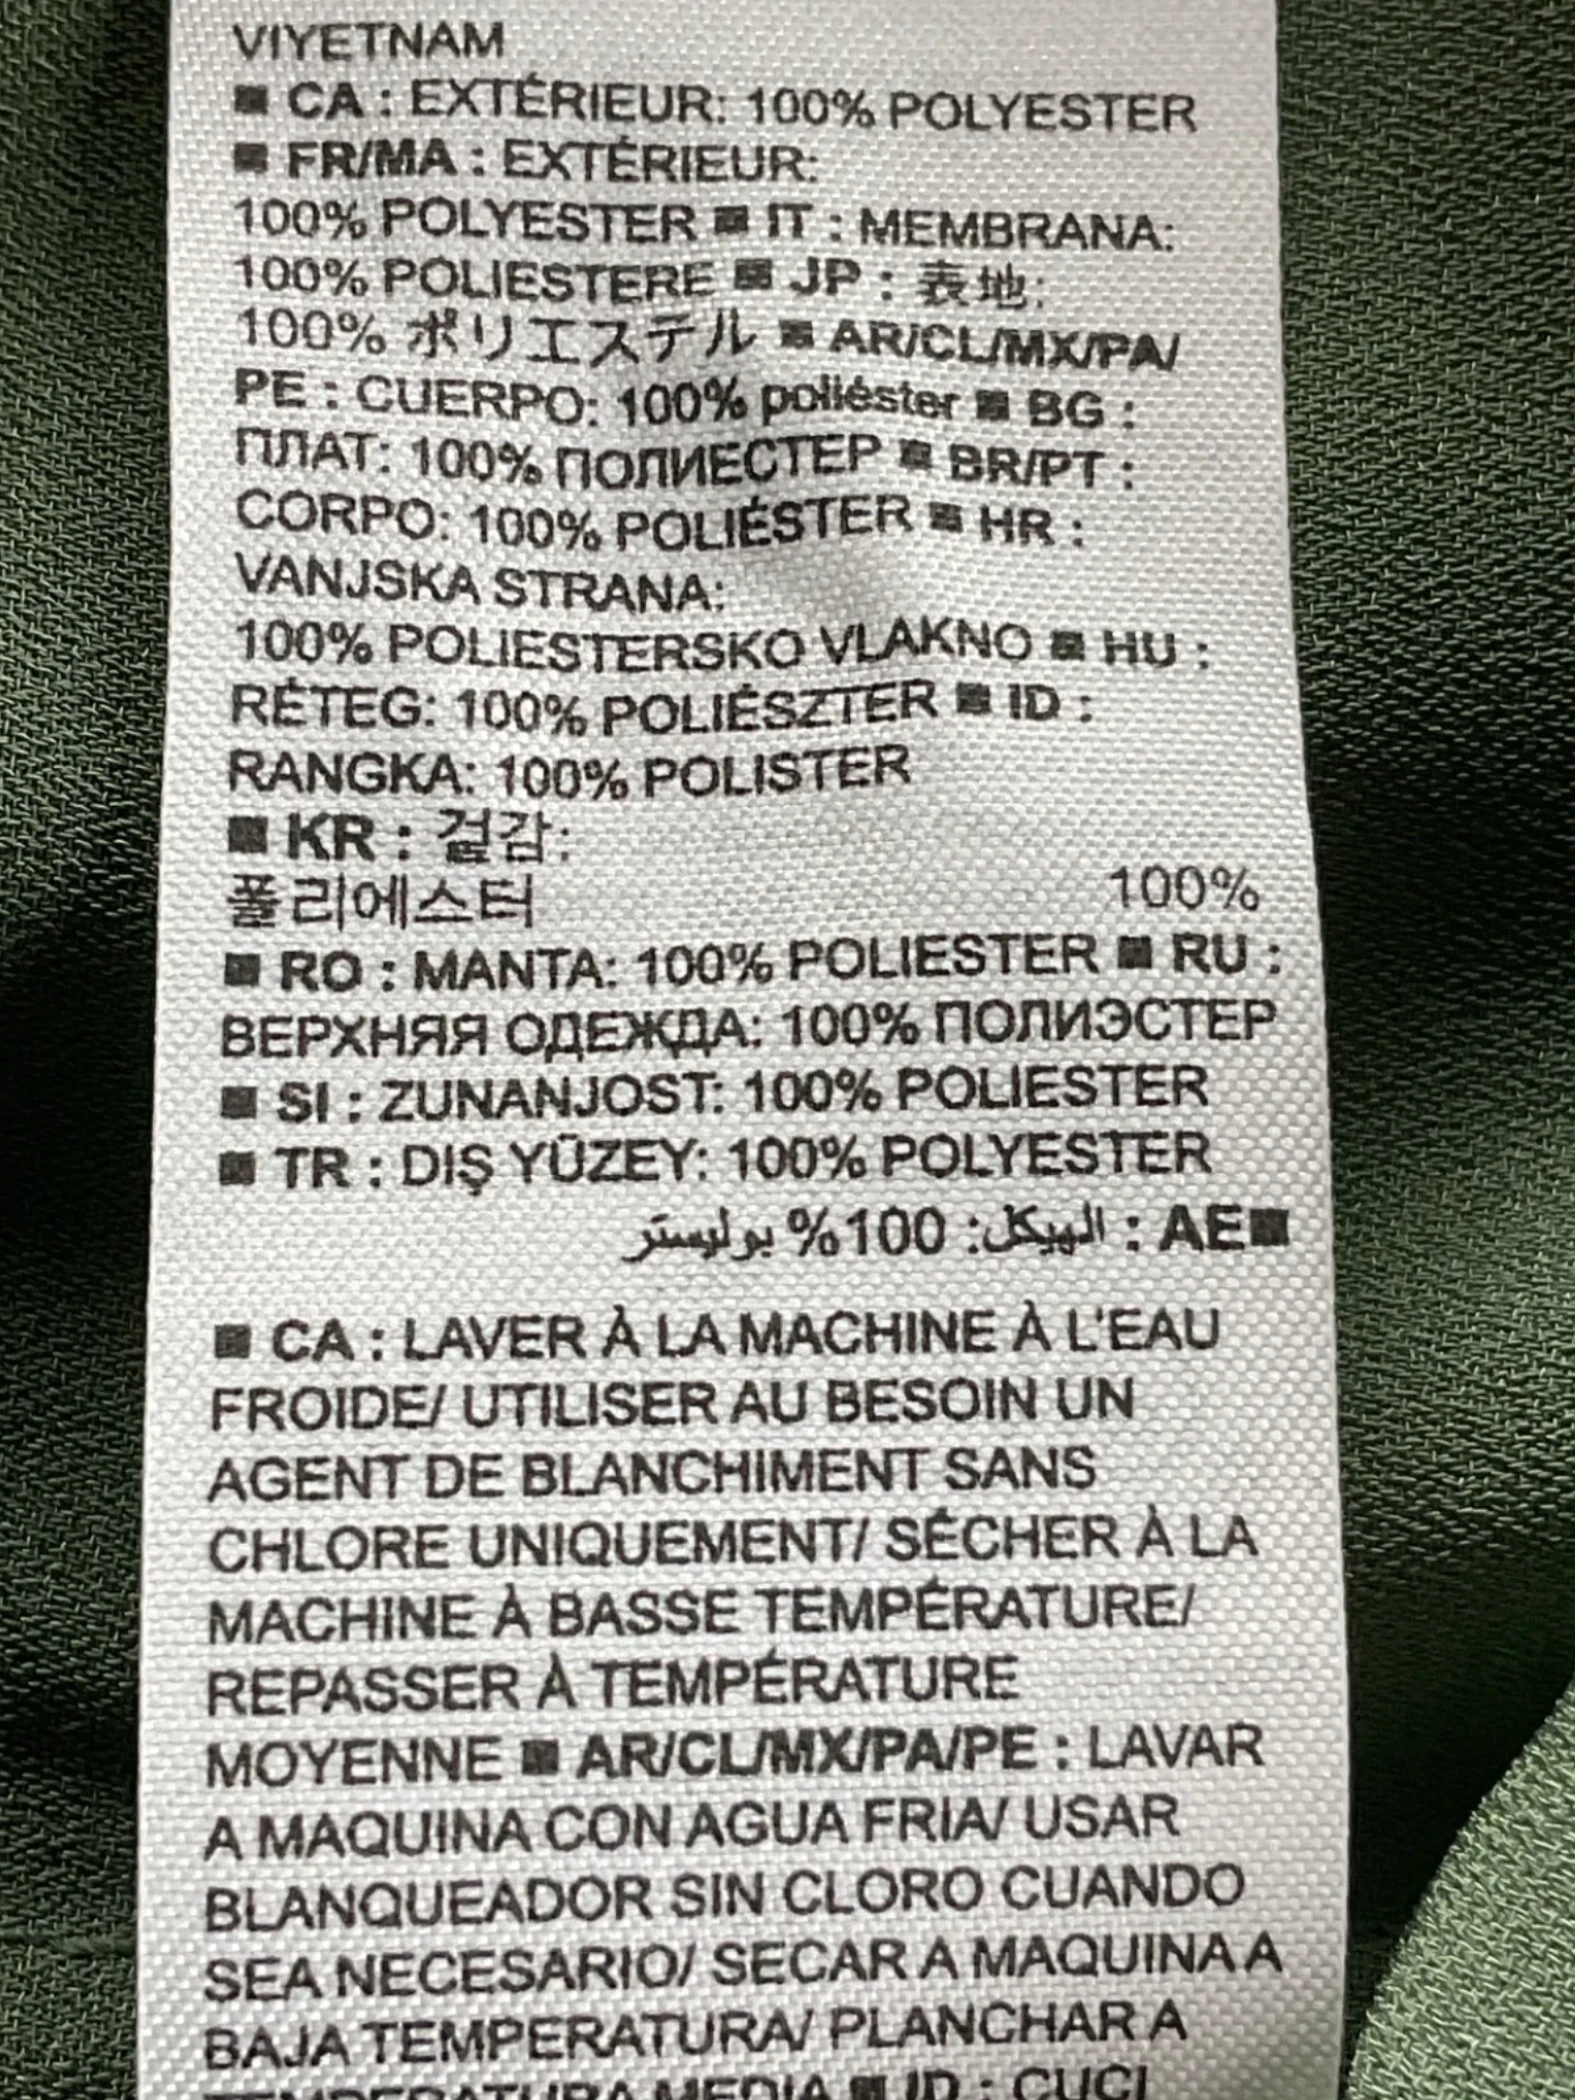 VIYETNAM
■ CA : EXTÉRIEUR: 100% POLYESTER
■ FR/MA : EXTÉRIEUR:
100% POLYESTER ■ IT : MEMBRANA:
100% POLIESTERE ■ JP : 表地:
100% ポリエステル ■ AR/CL/MX/PA/
PE : CUERPO: 100% poliéster ■ BG :
ПЛАТ: 100% ПОЛИЕСТЕР ■ BR/PT :
CORPO: 100% POLIÉSTER ■ HR :
VANJSKA STRANA:
100% POLIESTERSKO VLAKNO ■ HU :
RÉTEG: 100% POLIÉSZTER ■ ID :
RANGKA: 100% POLISTER
■ KR : 겉감:
폴리에스터 100%
■ RO : MANTA: 100% POLIESTER ■ RU :
ВЕРХНЯЯ ОДЕЖДА: 100% ПОЛИЭСТЕР
■ SI : ZUNANJOST: 100% POLIESTER
■ TR : DIŞ YÜZEY: 100% POLYESTER
■AE : الهيكل: 100% بوليستر
■ CA : LAVER À LA MACHINE À L'EAU
FROIDE/ UTILISER AU BESOIN UN
AGENT DE BLANCHIMENT SANS
CHLORE UNIQUEMENT/ SÉCHER À LA
MACHINE À BASSE TEMPÉRATURE/
REPASSER À TEMPÉRATURE
MOYENNE ■ AR/CL/MX/PA/PE : LAVAR
A MAQUINA CON AGUA FRIA/ USAR
BLANQUEADOR SIN CLORO CUANDO
SEA NECESARIO/ SECAR A MAQUINA A
BAJA TEMPERATURA/ PLANCHAR A
TEMPERATURA MEDIA ■ ID : CUCI